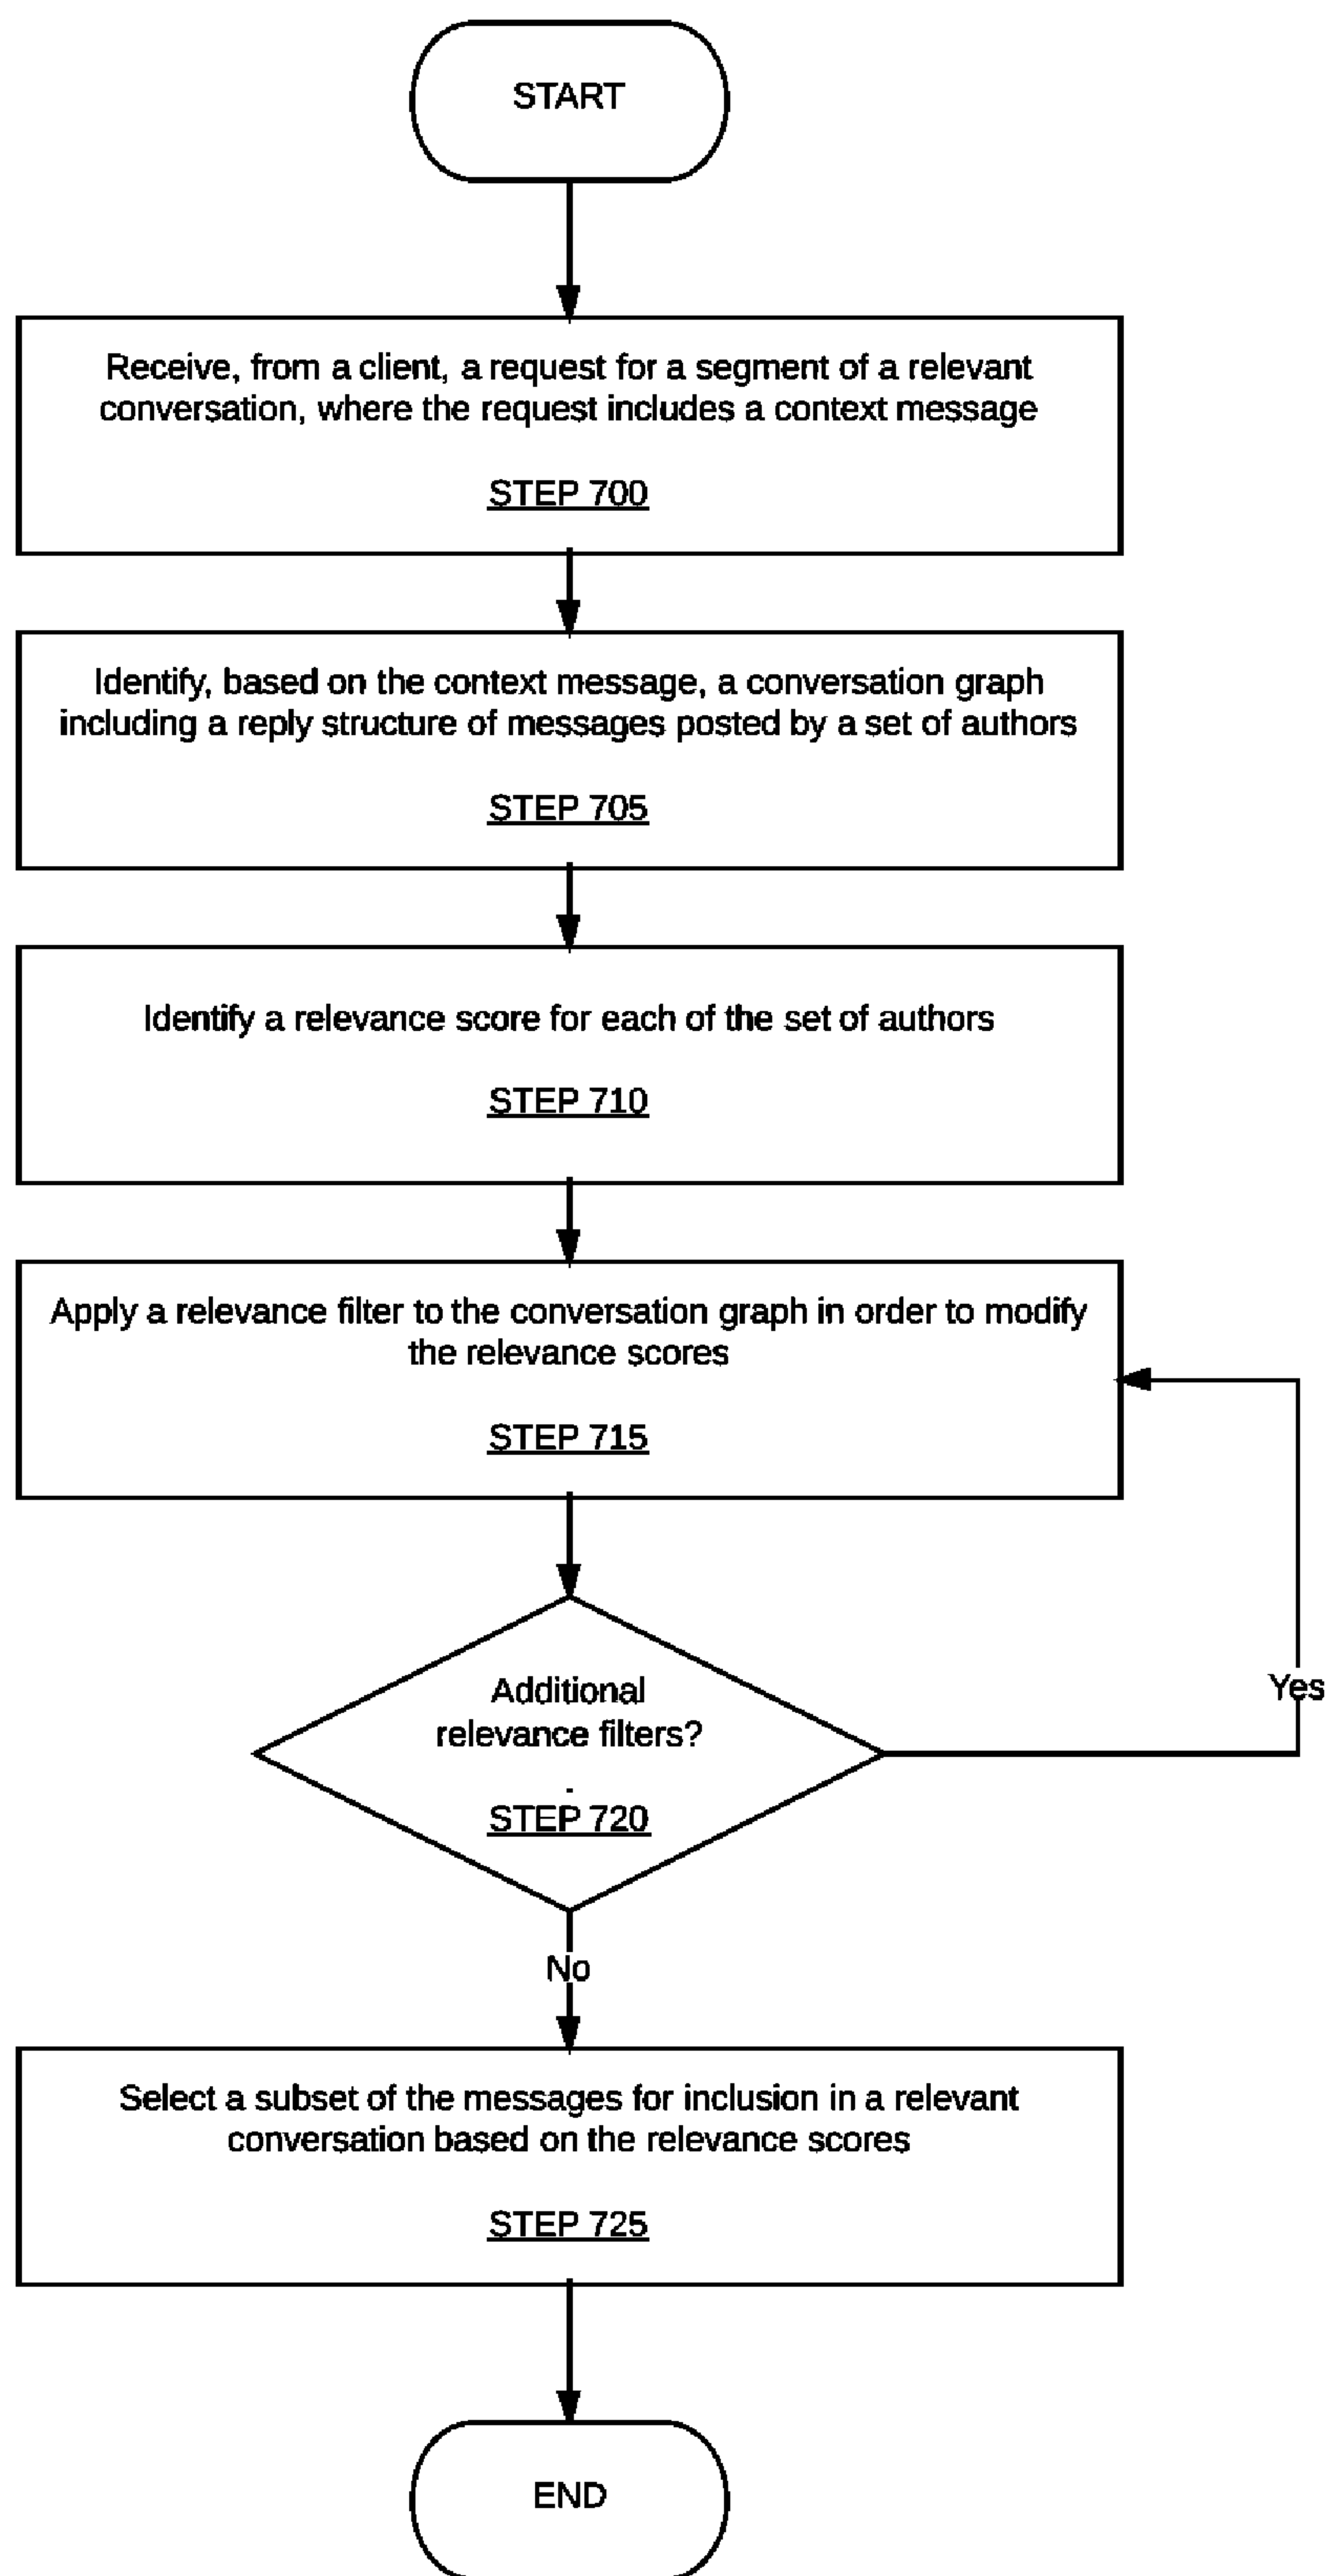 START
Receive, from a client, a request for a segment of a relevant
conversation, where the request includes a context message
STEP 700
Identify, based on the context message, a conversation graph
including a reply structure of messages posted by a set of authors
STEP 705
Identify a relevance score for each of the set of authors
STEP 710
Apply a relevance filter to the conversation graph in order to modify
the relevance scores
STEP 715
Additional
relevance filters?
STEP 720
Yes
No
Select a subset of the messages for inclusion in a relevant
conversation based on the relevance scores
STEP 725
END